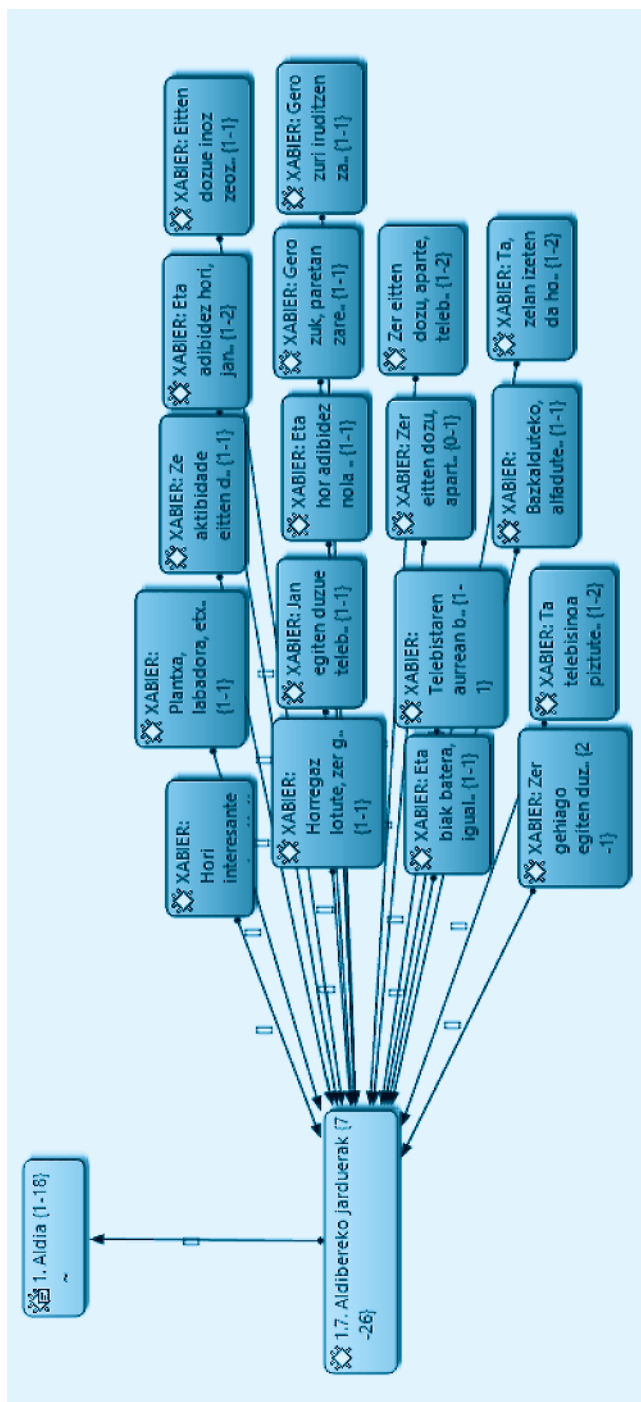 1. Aldia {1-18}
~
1.7. Aldibereko jarduerak {7
-26}
XABIER:
Hori
interesante
XABIER:
Plantxa,
labadora, etx..
{1-1}
XABIER: Ze
aktibidade
eitten d.. {1-1}
XABIER: Eta
adibidez hori,
jan.. {1-2}
XABIER: Eitten
dozue inoz
zeoz.. {1-1}
XABIER:
Horregaz
lotute, zer g..
{1-1}
XABIER: Jan
egiten duzue
teleb.. {1-1}
XABIER: Eta
hor adibidez
nola .. {1-1}
XABIER: Gero
zuk, paretan
zare.. {1-1}
XABIER: Gero
zuri iruditzen
za.. {1-1}
XABIER: Eta
biak batera,
igual.. {1-1}
XABIER:
Telebistaren
aurrean b.. {1-
1}
XABIER: Zer
eitten dozu,
apart.. {0-1}
Zer eitten
dozu, aparte,
teleb.. {1-2}
XABIER: Zer
gehiago
egiten duz.. {2
-1}
XABIER: Ta
telebisinoa
piztute.. {1-2}
XABIER:
Bazkalduteko,
alfadute.. {1-1}
XABIER: Ta,
zelan izeten
da ho.. {1-2}